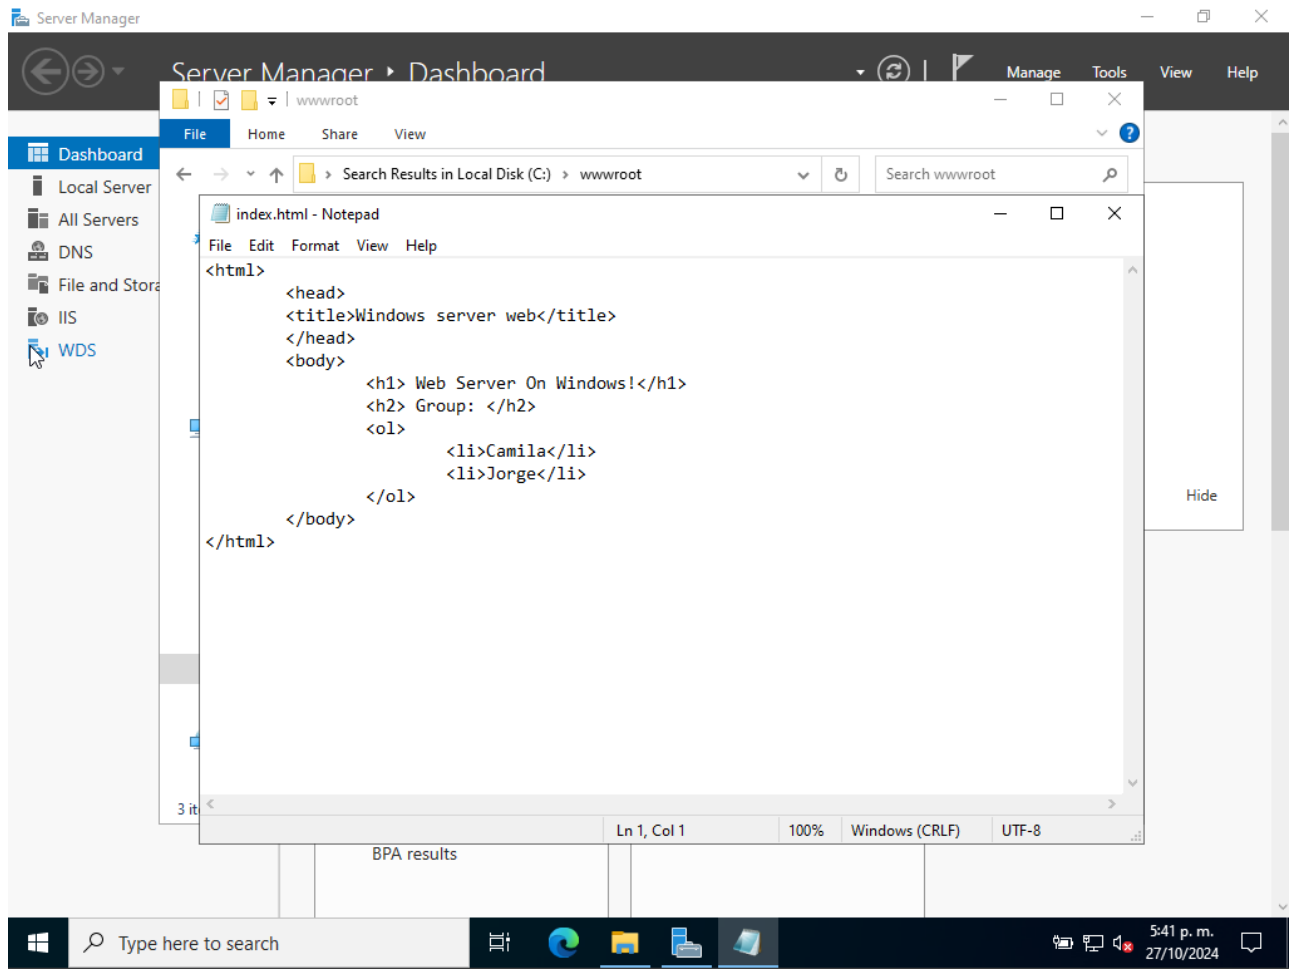 Server Manager
Server Manager • Dashboard
Manage Tools View Help
wwwroot
File Home Share View
Search Results in Local Disk (C:) › wwwroot
Search wwwroot
Dashboard
Local Server
All Servers
DNS
File and Stora
IIS
WDS
index.html - Notepad
File Edit Format View Help
<html>
<head>
<title>Windows server web</title>
</head>
<body>
<h1> Web Server On Windows!</h1>
<h2> Group: </h2>
<ol>
<li>Camila</li>
<li>Jorge</li>
</ol>
</body>
</html>
Hide
3 it
Ln 1, Col 1 100% Windows (CRLF) UTF-8
BPA results
Type here to search
5:41 p. m.
27/10/2024